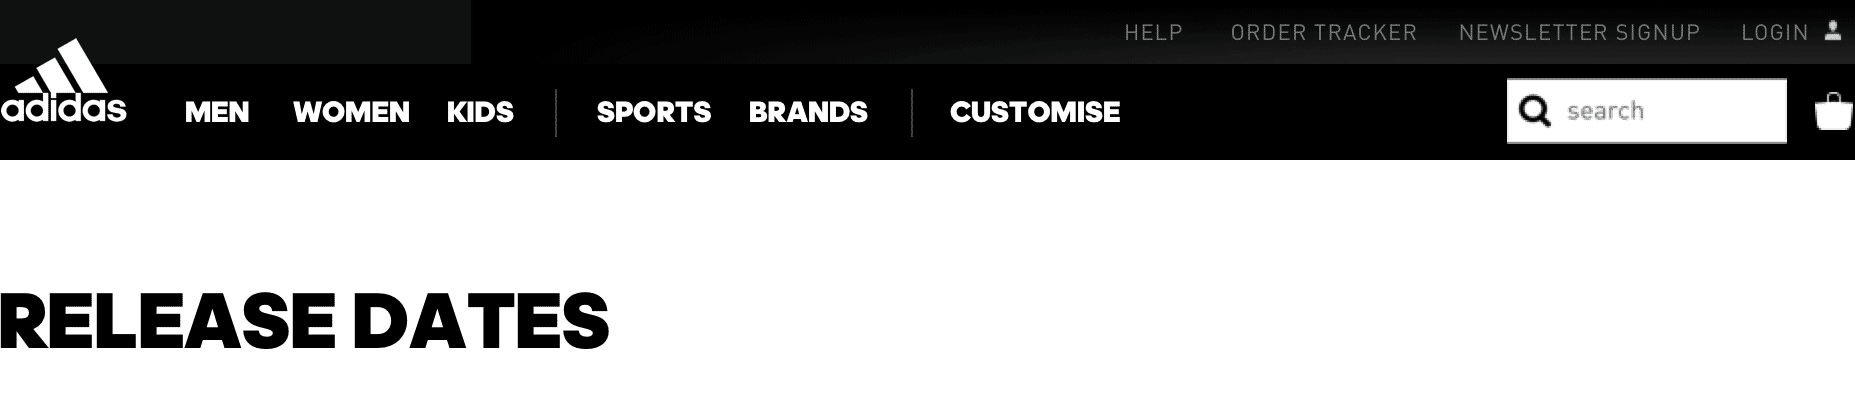 HELP ORDER TRACKER NEWSLETTER SIGNUP LOGIN
adidas MEN WOMEN KIDS SPORTS BRANDS CUSTOMISE search
RELEASE DATES